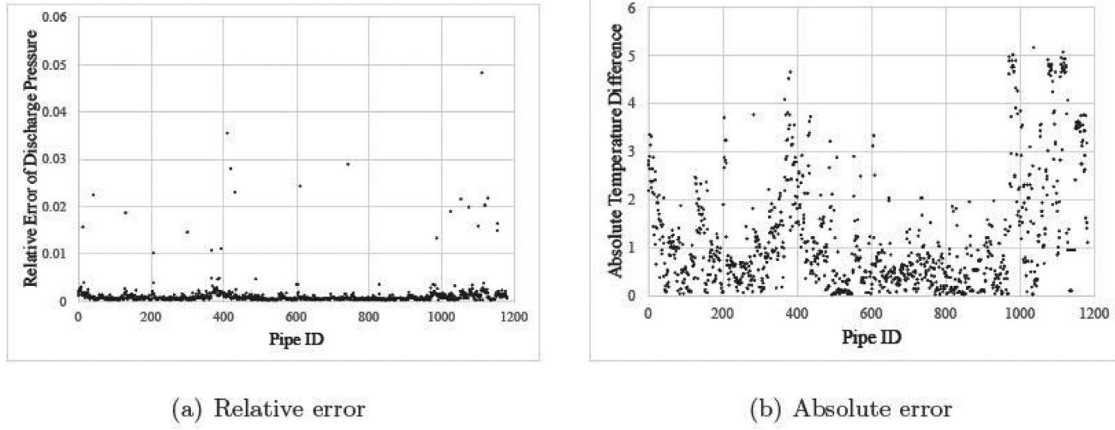 0.06
0.05
0.04
0.03
0.02
0.01
0
Relative Error of Discharge Pressure
0 200 400 600 800 1000 1200
Pipe ID
(a) Relative error
6
5
4
3
2
1
0
Absolute Temperature Difference
0 200 400 600 800 1000 1200
Pipe ID
(b) Absolute error